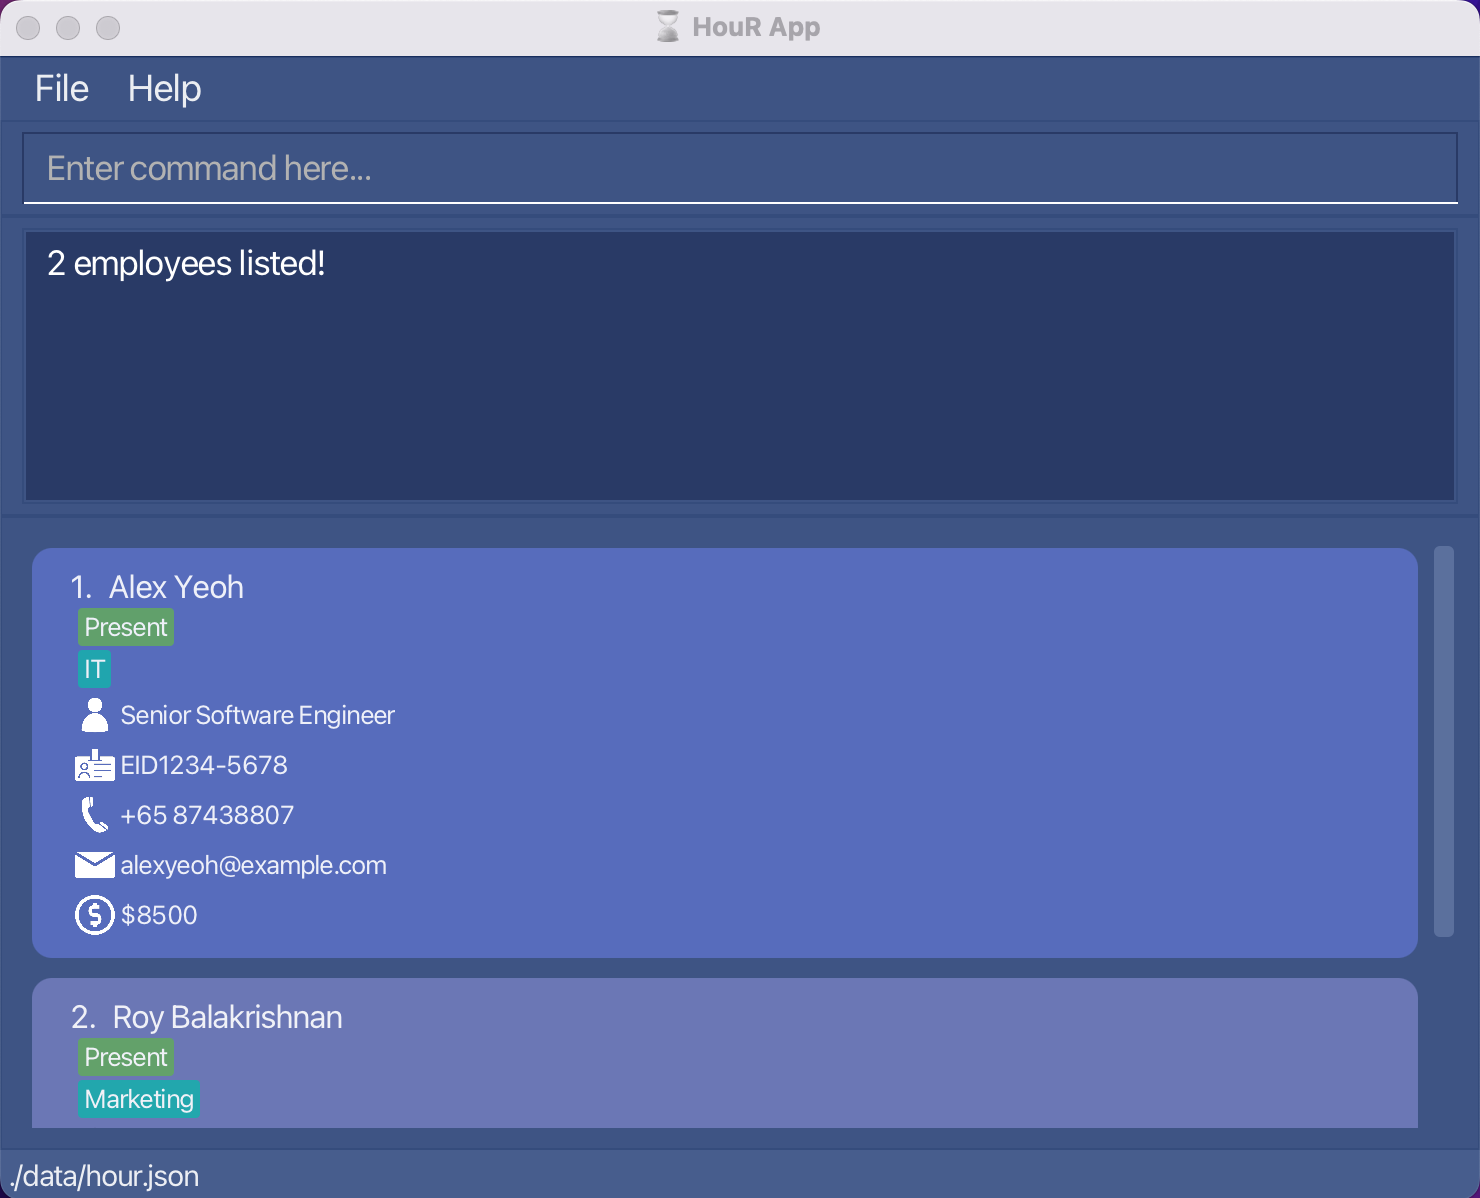 HouR App
File Help
Enter command here...
2 employees listed!
1. Alex Yeoh
Present
IT
Senior Software Engineer
EID1234-5678
+65 87438807
alexyeoh@example.com
$8500
2. Roy Balakrishnan
Present
Marketing
./data/hour.json